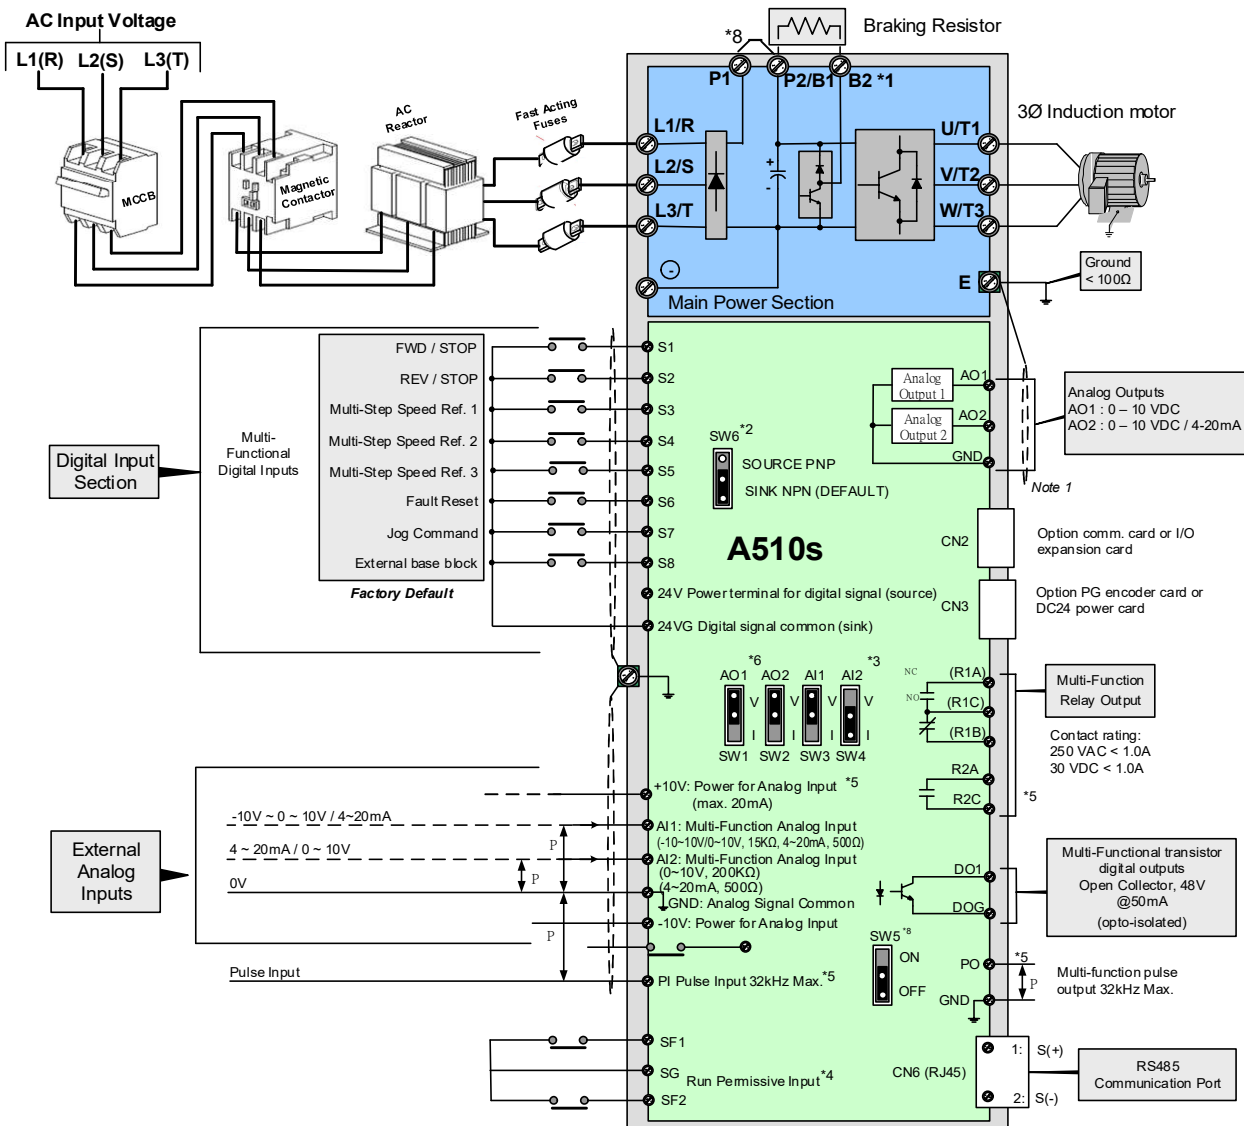 AC Input Voltage
L1(R) L2(S) L3(T)
MCCB
Magnetic
Contactor
AC
Reactor
Fast Acting
Fuses
*8
Braking Resistor
P1
P2/B1
B2 *1
L1/R
L2/S
L3/T
+
-
-
Main Power Section
U/T1
V/T2
W/T3
E
3Ø Induction motor
Ground
< 100Ω
Digital Input
Section
Multi-
Functional
Digital Inputs
FWD / STOP
REV / STOP
Multi-Step Speed Ref. 1
Multi-Step Speed Ref. 2
Multi-Step Speed Ref. 3
Fault Reset
Jog Command
External base block
Factory Default
S1
S2
S3
S4
S5
S6
S7
S8
24V Power terminal for digital signal (source)
24VG Digital signal common (sink)
SW6 *2
SOURCE PNP
SINK NPN (DEFAULT)
A510s
Analog
Output 1
AO1
Analog
Output 2
AO2
GND
Analog Outputs
AO1 : 0 – 10 VDC
AO2 : 0 – 10 VDC / 4-20mA
Note 1
CN2
Option comm. card or I/O
expansion card
CN3
Option PG encoder card or
DC24 power card
*6
*3
AO1 AO2 AI1 AI2
V V V V
I I I I
SW1 SW2 SW3 SW4
NC
NO
(R1A)
(R1C)
(R1B)
R2A
R2C
*5
Multi-Function
Relay Output
Contact rating:
250 VAC < 1.0A
30 VDC < 1.0A
External
Analog
Inputs
-10V ~ 0 ~ 10V / 4~20mA
4 ~ 20mA / 0 ~ 10V
0V
P
P
P
Pulse Input
+10V: Power for Analog Input *5
(max. 20mA)
AI1: Multi-Function Analog Input
(-10~10V/0~10V, 15KΩ, 4~20mA, 500Ω)
AI2: Multi-Function Analog Input
(0~10V, 200KΩ)
(4~20mA, 500Ω)
GND: Analog Signal Common
-10V: Power for Analog Input
PI Pulse Input 32kHz Max. *5
SW5 *8
ON
OFF
DO1
DOG
Multi-Functional transistor
digital outputs
Open Collector, 48V
@50mA
(opto-isolated)
PO
*5
GND
P
Multi-function pulse
output 32kHz Max.
SF1
SG
SF2
Run Permissive Input *4
CN6 (RJ45)
1: S(+)
2: S(-)
RS485
Communication Port